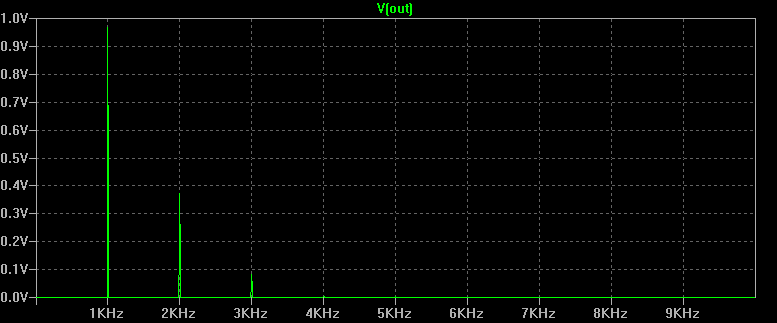 V(out)
1.0V
0.9V
0.8V
0.7V
0.6V
0.5V
0.4V
0.3V
0.2V
0.1V
0.0V
1KHz 2KHz 3KHz 4KHz 5KHz 6KHz 7KHz 8KHz 9KHz